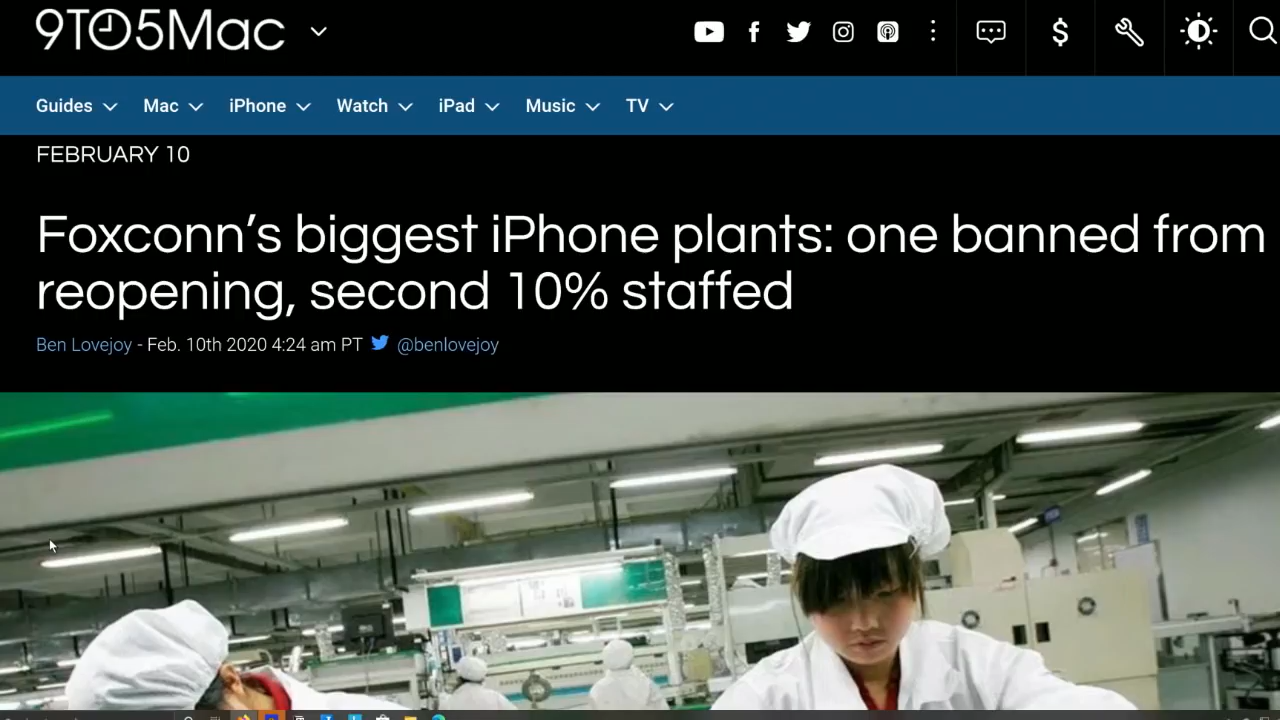 9TO5Mac
Guides Mac iPhone Watch iPad Music TV
FEBRUARY 10
Foxconn’s biggest iPhone plants: one banned from
reopening, second 10% staffed
Ben Lovejoy - Feb. 10th 2020 4:24 am PT @benlovejoy